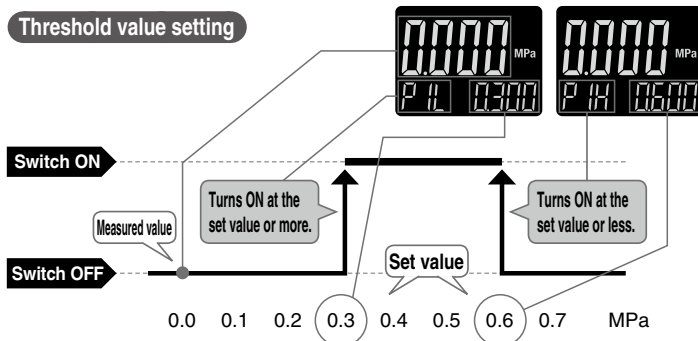 Threshold value setting
0.000 MPa
P 1L 0.300
0.000 MPa
P 1H 0.600
Switch ON
Turns ON at the
set value or more.
Turns ON at the
set value or less.
Measured value
Set value
Switch OFF
0.0 0.1 0.2 0.3 0.4 0.5 0.6 0.7 MPa